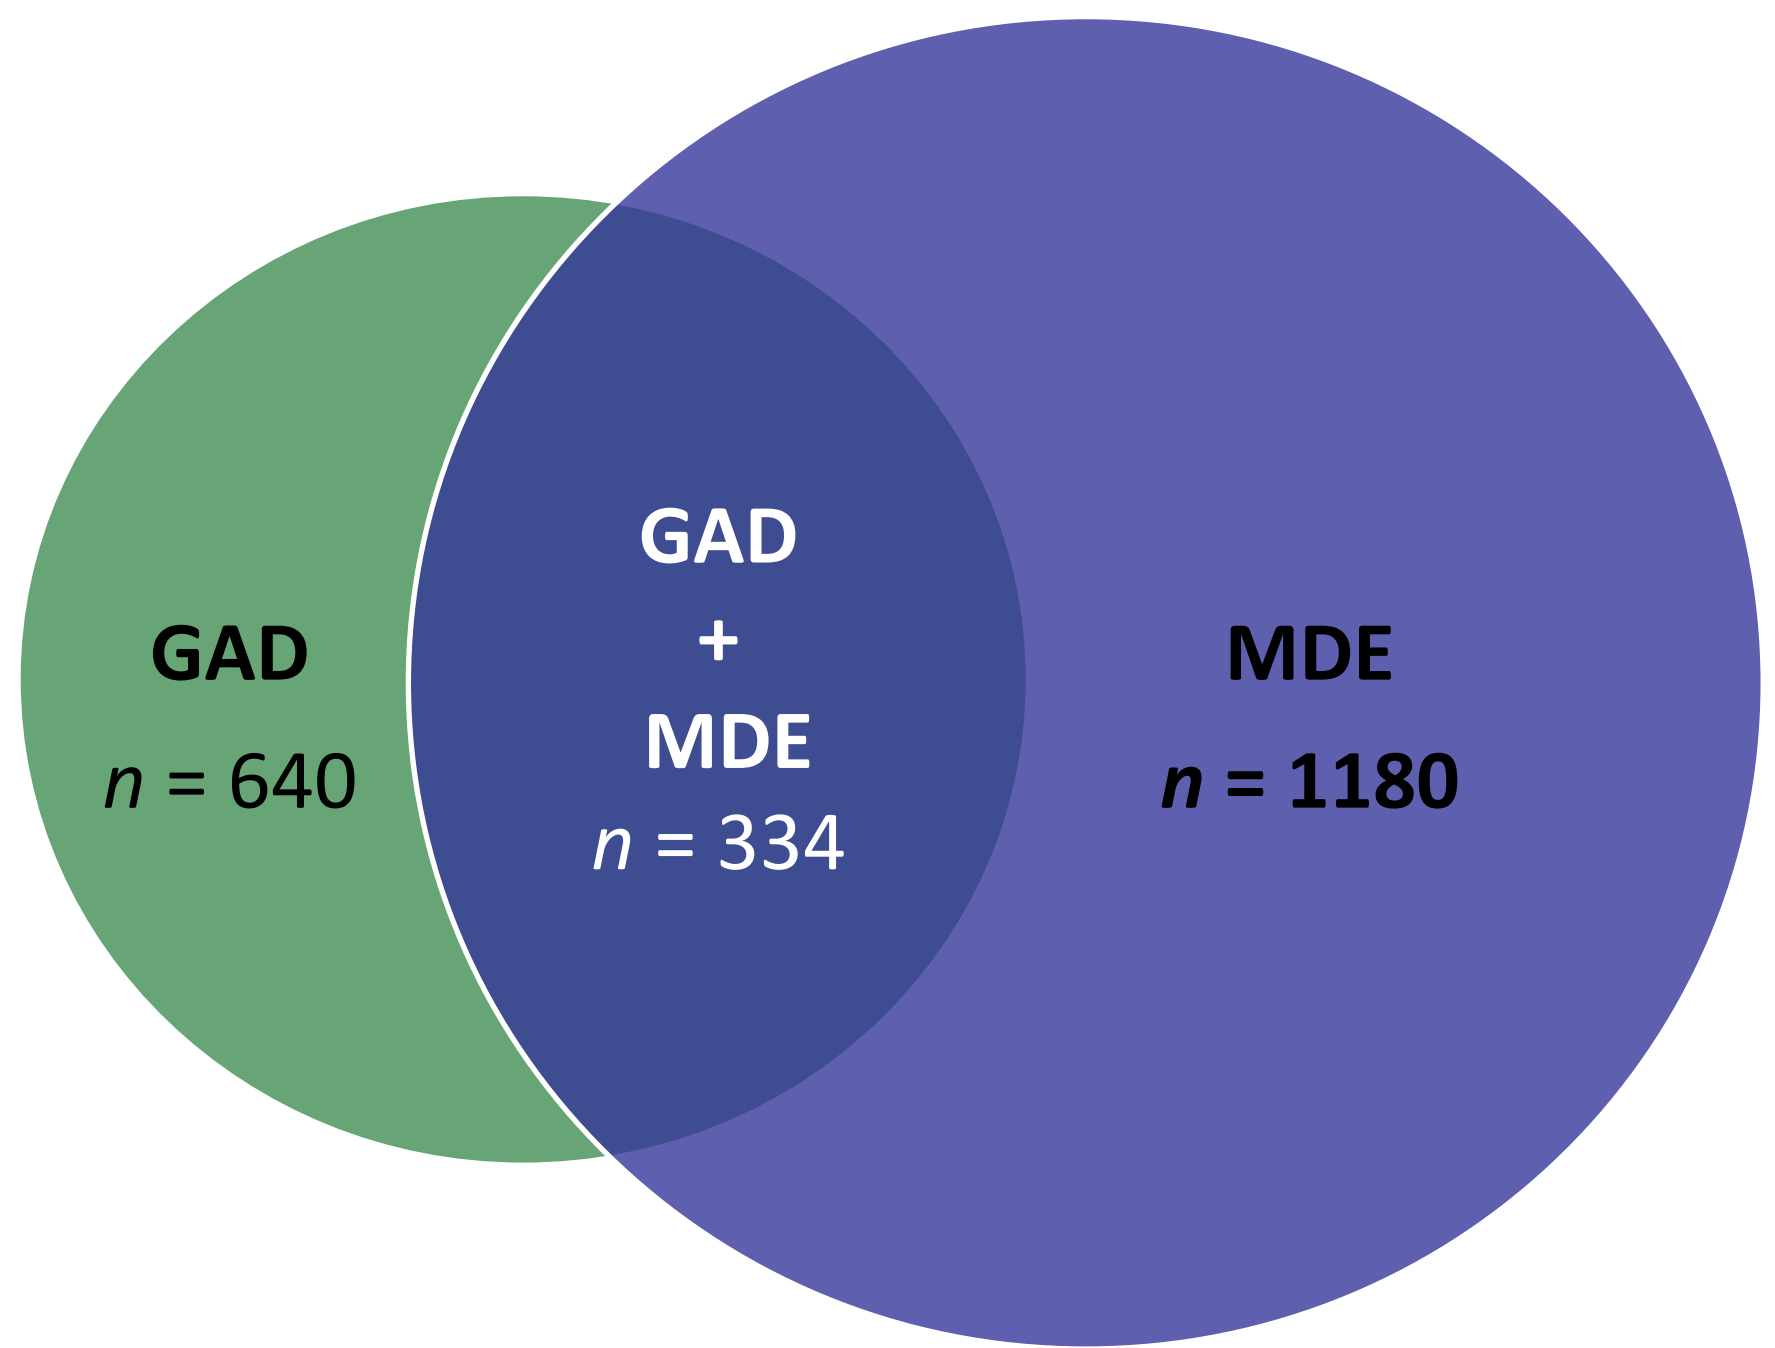 GAD
n = 640
GAD
+
MDE
n = 334
MDE
n = 1180